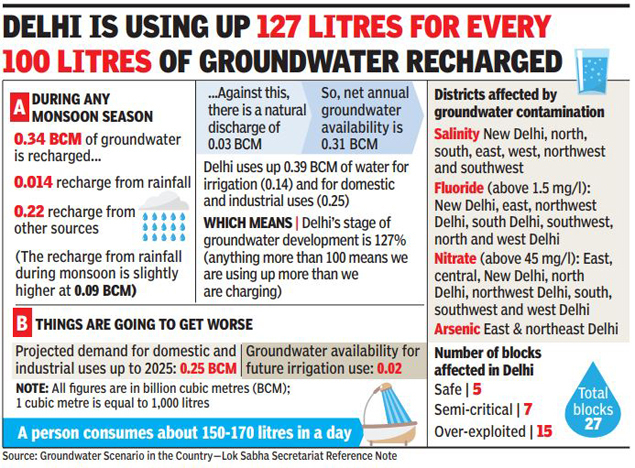 DELHI IS USING UP 127 LITRES FOR EVERY
100 LITRES OF GROUNDWATER RECHARGED
A DURING ANY
MONSOON SEASON
0.34 BCM of groundwater
is recharged...
0.014 recharge from rainfall
0.22 recharge from
other sources
(The recharge from rainfall
during monsoon is slightly
higher at 0.09 BCM)
...Against this,
there is a natural
discharge of
0.03 BCM
So, net annual
groundwater
availability is
0.31 BCM
Delhi uses up 0.39 BCM of water for
irrigation (0.14) and for domestic
and industrial uses (0.25)
WHICH MEANS | Delhi's stage of
groundwater development is 127%
(anything more than 100 means we
are using up more than we
are charging)
B THINGS ARE GOING TO GET WORSE
Projected demand for domestic and
industrial uses up to 2025: 0.25 BCM
Groundwater availability for
future irrigation use: 0.02
NOTE: All figures are in billion cubic metres (BCM);
1 cubic metre is equal to 1,000 litres
A person consumes about 150-170 litres in a day
Districts affected by
groundwater contamination
Salinity New Delhi, north,
south, east, west, northwest
and southwest
Fluoride (above 1.5 mg/l):
New Delhi, east, northwest
Delhi, south Delhi, southwest,
north and west Delhi
Nitrate (above 45 mg/l): East,
central, New Delhi, north
Delhi, northwest Delhi, south,
southwest and west Delhi
Arsenic East & northeast Delhi
Number of blocks
affected in Delhi
Safe | 5
Semi-critical | 7
Over-exploited | 15
Total
blocks
27
Source: Groundwater Scenario in the Country—Lok Sabha Secretariat Reference Note